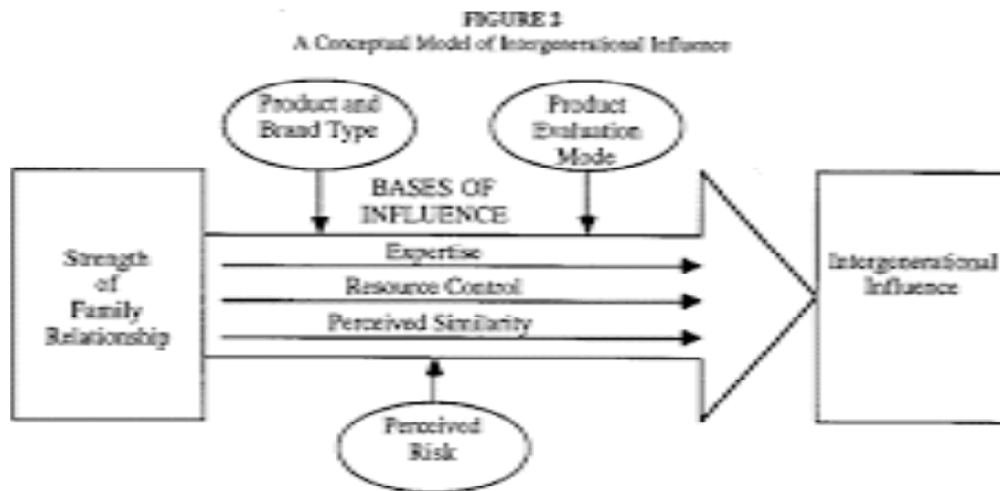 FIGURE 2
A Conceptual Model of Intergenerational Influence
Product and
Brand Type
Product
Evaluation
Mode
BASES OF
INFLUENCE
Strength
of
Family
Relationship
Expertise
Resource Control
Perceived Similarity
Intergenerational
Influence
Perceived
Risk